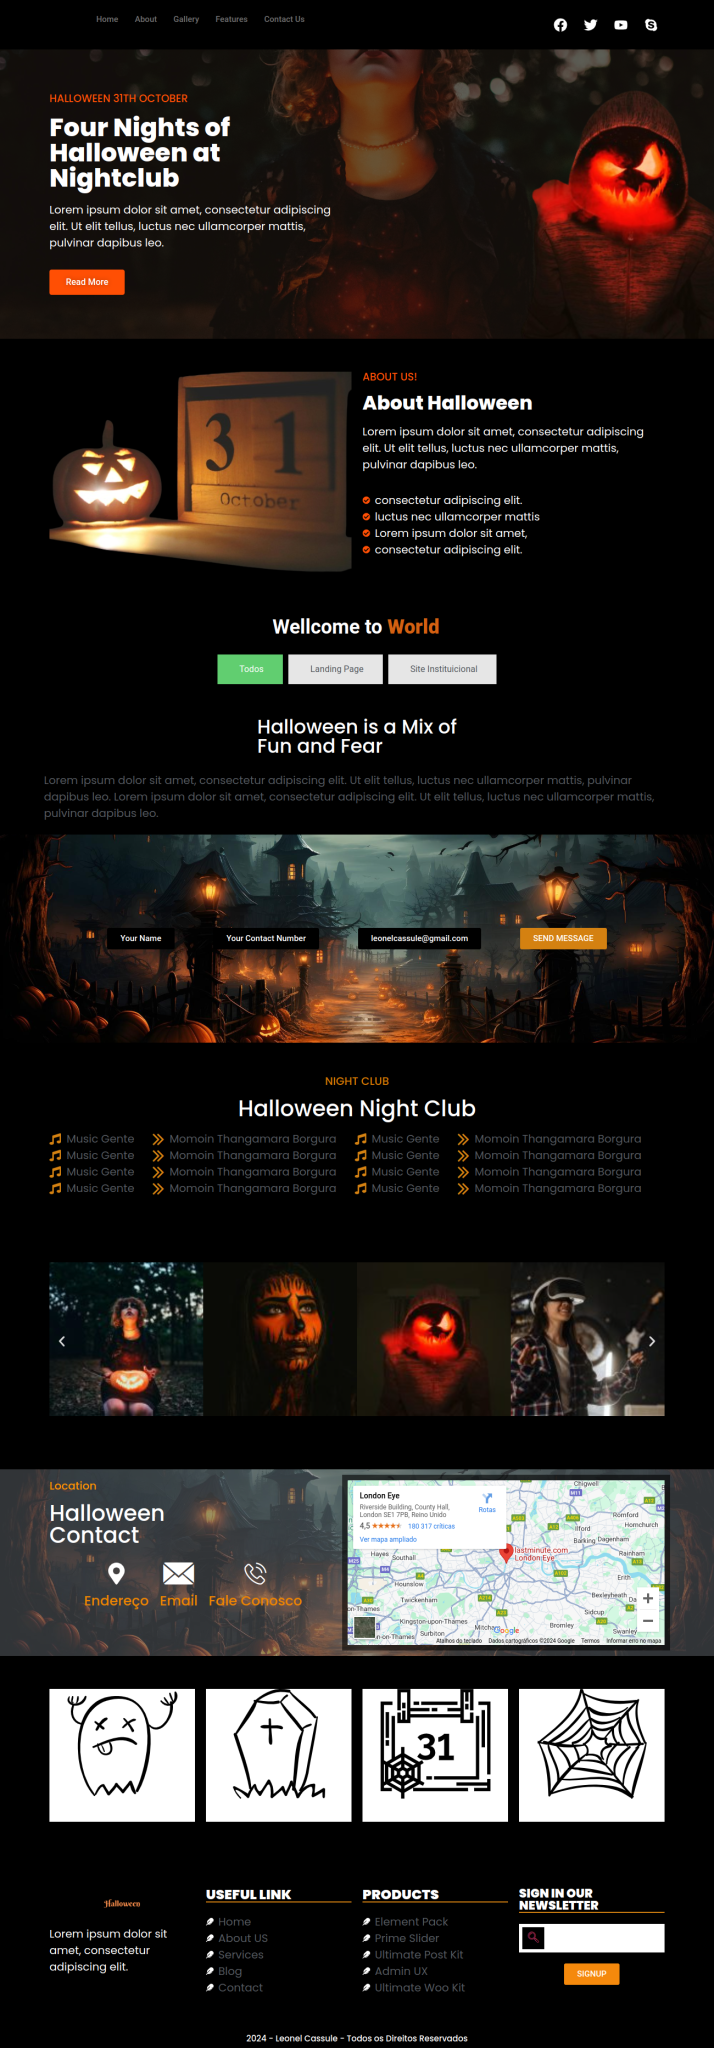 Home About Gallery Features Contact Us
HALLOWEEN 31TH OCTOBER
Four Nights of
Halloween at
Nightclub
Lorem ipsum dolor sit amet, consectetur adipiscing
elit. Ut elit tellus, luctus nec ullamcorper mattis,
pulvinar dapibus leo.
Read More
31
October
ABOUT US!
About Halloween
Lorem ipsum dolor sit amet, consectetur adipiscing
elit. Ut elit tellus, luctus nec ullamcorper mattis,
pulvinar dapibus leo.
consectetur adipiscing elit.
luctus nec ullamcorper mattis
Lorem ipsum dolor sit amet,
consectetur adipiscing elit.
Wellcome to World
Todos Landing Page Site Instituicional
Halloween is a Mix of
Fun and Fear
Lorem ipsum dolor sit amet, consectetur adipiscing elit. Ut elit tellus, luctus nec ullamcorper mattis, pulvinar
dapibus leo. Lorem ipsum dolor sit amet, consectetur adipiscing elit. Ut elit tellus, luctus nec ullamcorper mattis,
pulvinar dapibus leo.
Your Name Your Contact Number leonelcassule@gmail.com SEND MESSAGE
NIGHT CLUB
Halloween Night Club
Music Gente Momoin Thangamara Borgura Music Gente Momoin Thangamara Borgura
Music Gente Momoin Thangamara Borgura Music Gente Momoin Thangamara Borgura
Music Gente Momoin Thangamara Borgura Music Gente Momoin Thangamara Borgura
Music Gente Momoin Thangamara Borgura Music Gente Momoin Thangamara Borgura
Location
Halloween
Contact
Endereço Email Fale Conosco
London Eye
Riverside Building, County Hall,
London SE1 7PB, Reino Unido
4,5 180 317 críticas
Ver mapa ampliado
Rotas
Chigwell
M11
Romford
Hornchurch
Ilford
Barking Dagenham
Hayes
Southall
lastminute.com
London Eye
Rainham
M25
M4
Hounslow
Erith
Twickenham
Bexleyheath
Sidcup
Kingston-upon-Thames
Mitcham
Bromley
Swanley
Surbiton
Google
Atalhos do teclado Dados cartográficos ©2024 Google Termos Informar erro no mapa
31
Halloween
Lorem ipsum dolor sit
amet, consectetur
adipiscing elit.
USEFUL LINK
Home
About US
Services
Blog
Contact
PRODUCTS
Element Pack
Prime Slider
Ultimate Post Kit
Admin UX
Ultimate Woo Kit
SIGN IN OUR
NEWSLETTER
SIGNUP
2024 - Leonel Cassule - Todos os Direitos Reservados